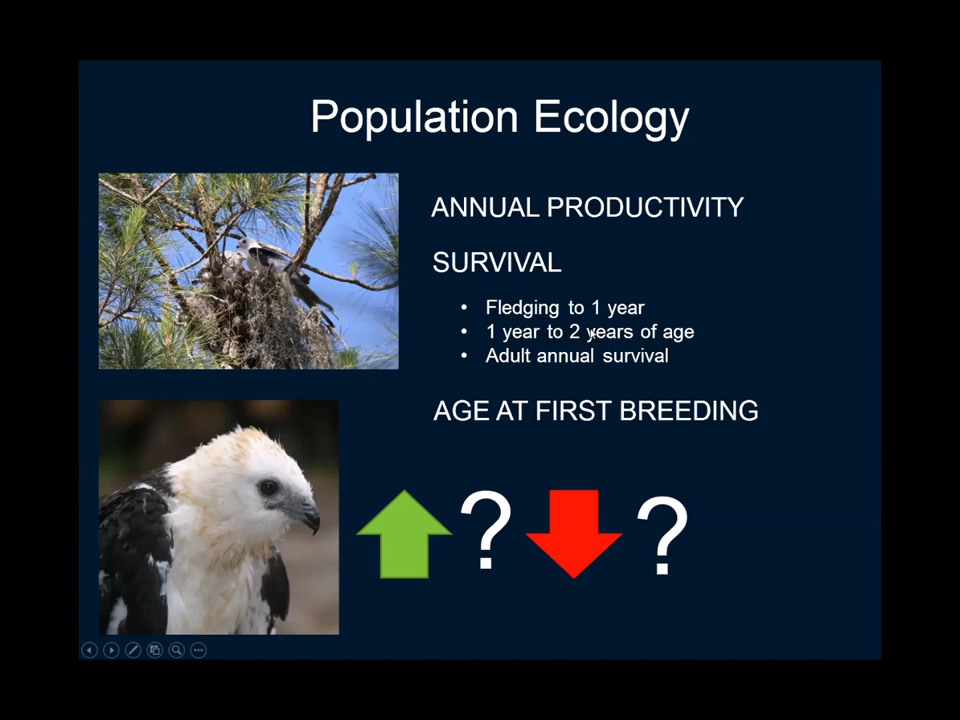 Population Ecology
ANNUAL PRODUCTIVITY
SURVIVAL
• Fledging to 1 year
• 1 year to 2 years of age
• Adult annual survival
AGE AT FIRST BREEDING
? ?